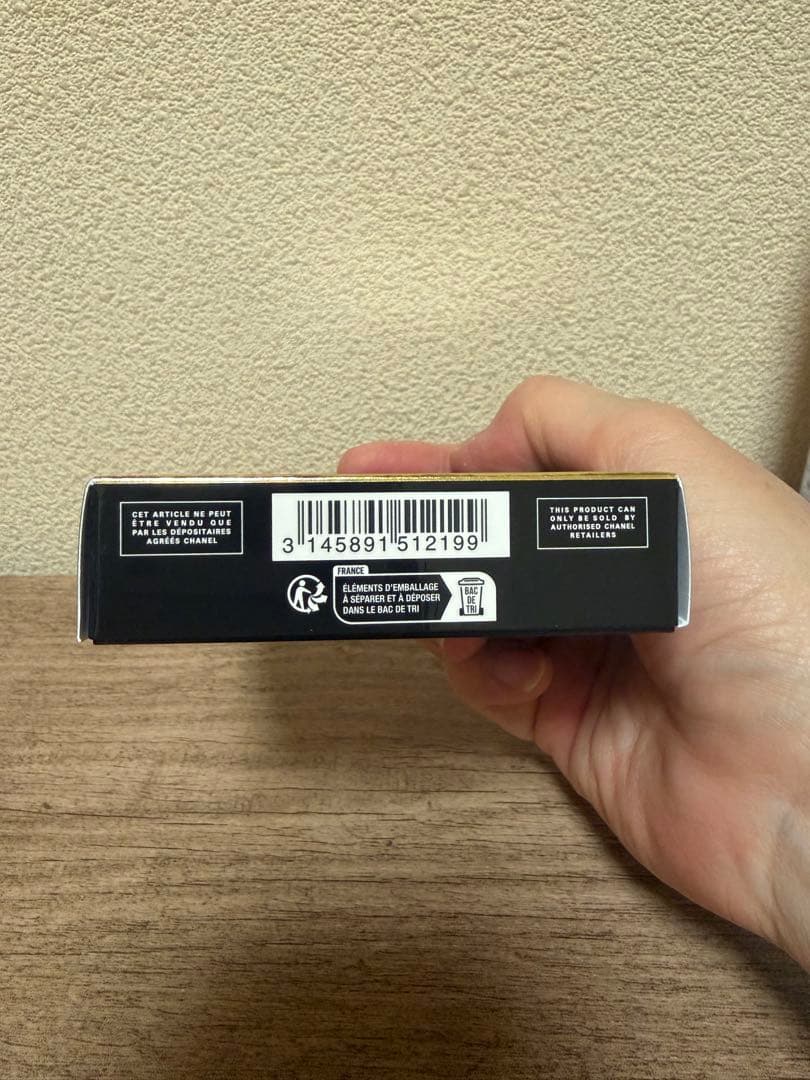 CET ARTICLE NE PEUT
ÊTRE VENDU QUE
PAR LES DÉPOSITAIRES
AGRÉÉS CHANEL
3 145891 512199
THIS PRODUCT CAN
ONLY BE SOLD BY
AUTHORISED CHANEL
RETAILERS
FRANCE
ÉLÉMENTS D'EMBALLAGE
À SÉPARER ET À DÉPOSER
DANS LE BAC DE TRI
BAC
DE
TRI